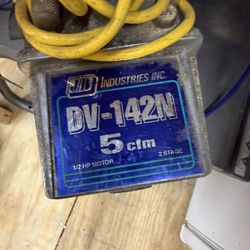 JB INDUSTRIES INC.
DV-142N
5 cfm
1/2 HP MOTOR 2 STAGE